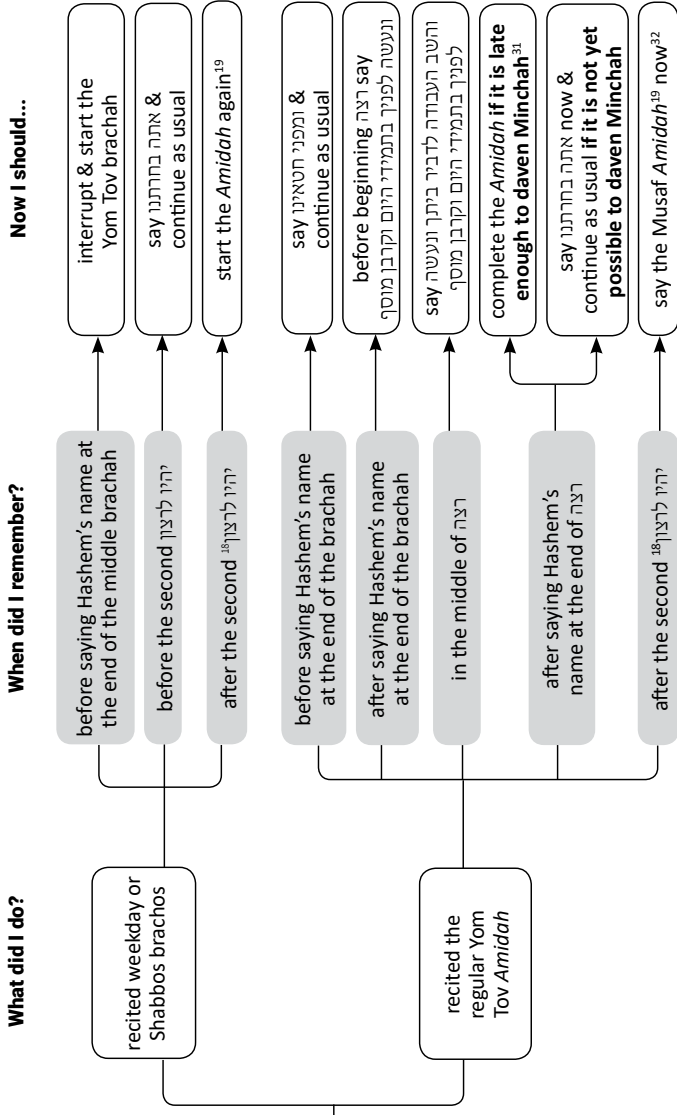 What did I do?
recited weekday or
Shabbos brachos
recited the
regular Yom
Tov Amidah
When did I remember?
before saying Hashem's name at
the end of the middle brachah
before the second יהיו לרצון
after the second יהיו לרצון¹⁸
before saying Hashem's name
at the end of the brachah
after saying Hashem's name
at the end of the brachah
in the middle of רצה
after saying Hashem's
name at the end of רצה
after the second יהיו לרצון¹⁸
Now I should...
interrupt & start the
Yom Tov brachah
say אתה בחרתנו &
continue as usual
start the Amidah again¹⁹
say ומפני חטאינו &
continue as usual
before beginning רצה say
ונעשה לפניך בתמידי היום וקרבן מוסף
say והשב העבודה לדביר ביתך ונעשה
לפניך בתמידי היום וקרבן מוסף
complete the Amidah if it is late
enough to daven Minchah³¹
say אתה בחרתנו now &
continue as usual if it is not yet
possible to daven Minchah
say the Musaf Amidah¹⁹ now³²